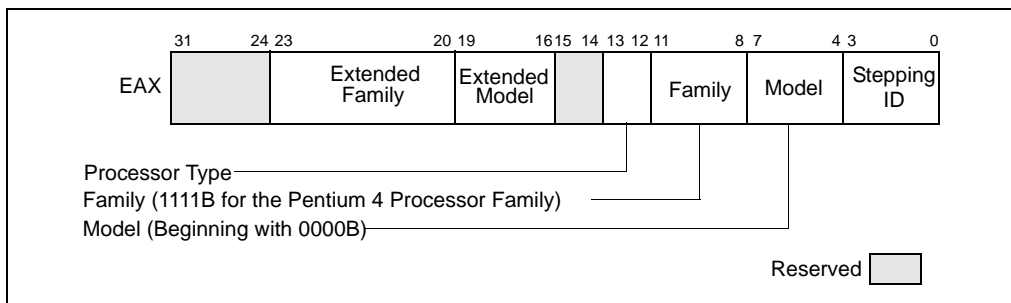 31 24 23 20 19 16 15 14 13 12 11 8 7 4 3 0
EAX
Extended
Family
Extended
Model
Family
Model
Stepping
ID
Processor Type
Family (1111B for the Pentium 4 Processor Family)
Model (Beginning with 0000B)
Reserved